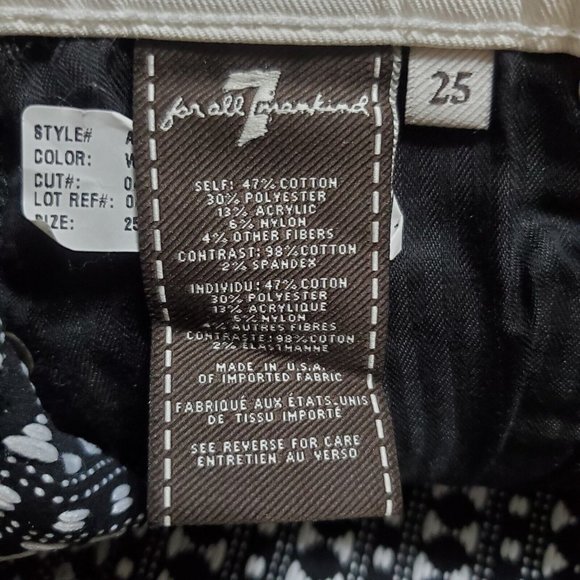 for all 7 mankind
25
STYLE# A
COLOR: W
CUT#: 0
LOT REF#: 0
SIZE: 25
SELF: 47% COTTON
30% POLYESTER
13% ACRYLIC
6% NYLON
4% OTHER FIBERS
CONTRAST: 98% COTTON
2% SPANDEX
INDIVIDU: 47% COTON
30% POLYESTER
13% ACRYLIQUE
6% NYLON
4% AUTRES FIBRES
CONTRASTE: 98% COTON
2% ELASTHANNE
MADE IN U.S.A.
OF IMPORTED FABRIC
FABRIQUÉ AUX ÉTATS-UNIS
DE TISSU IMPORTÉ
SEE REVERSE FOR CARE
ENTRETIEN AU VERSO